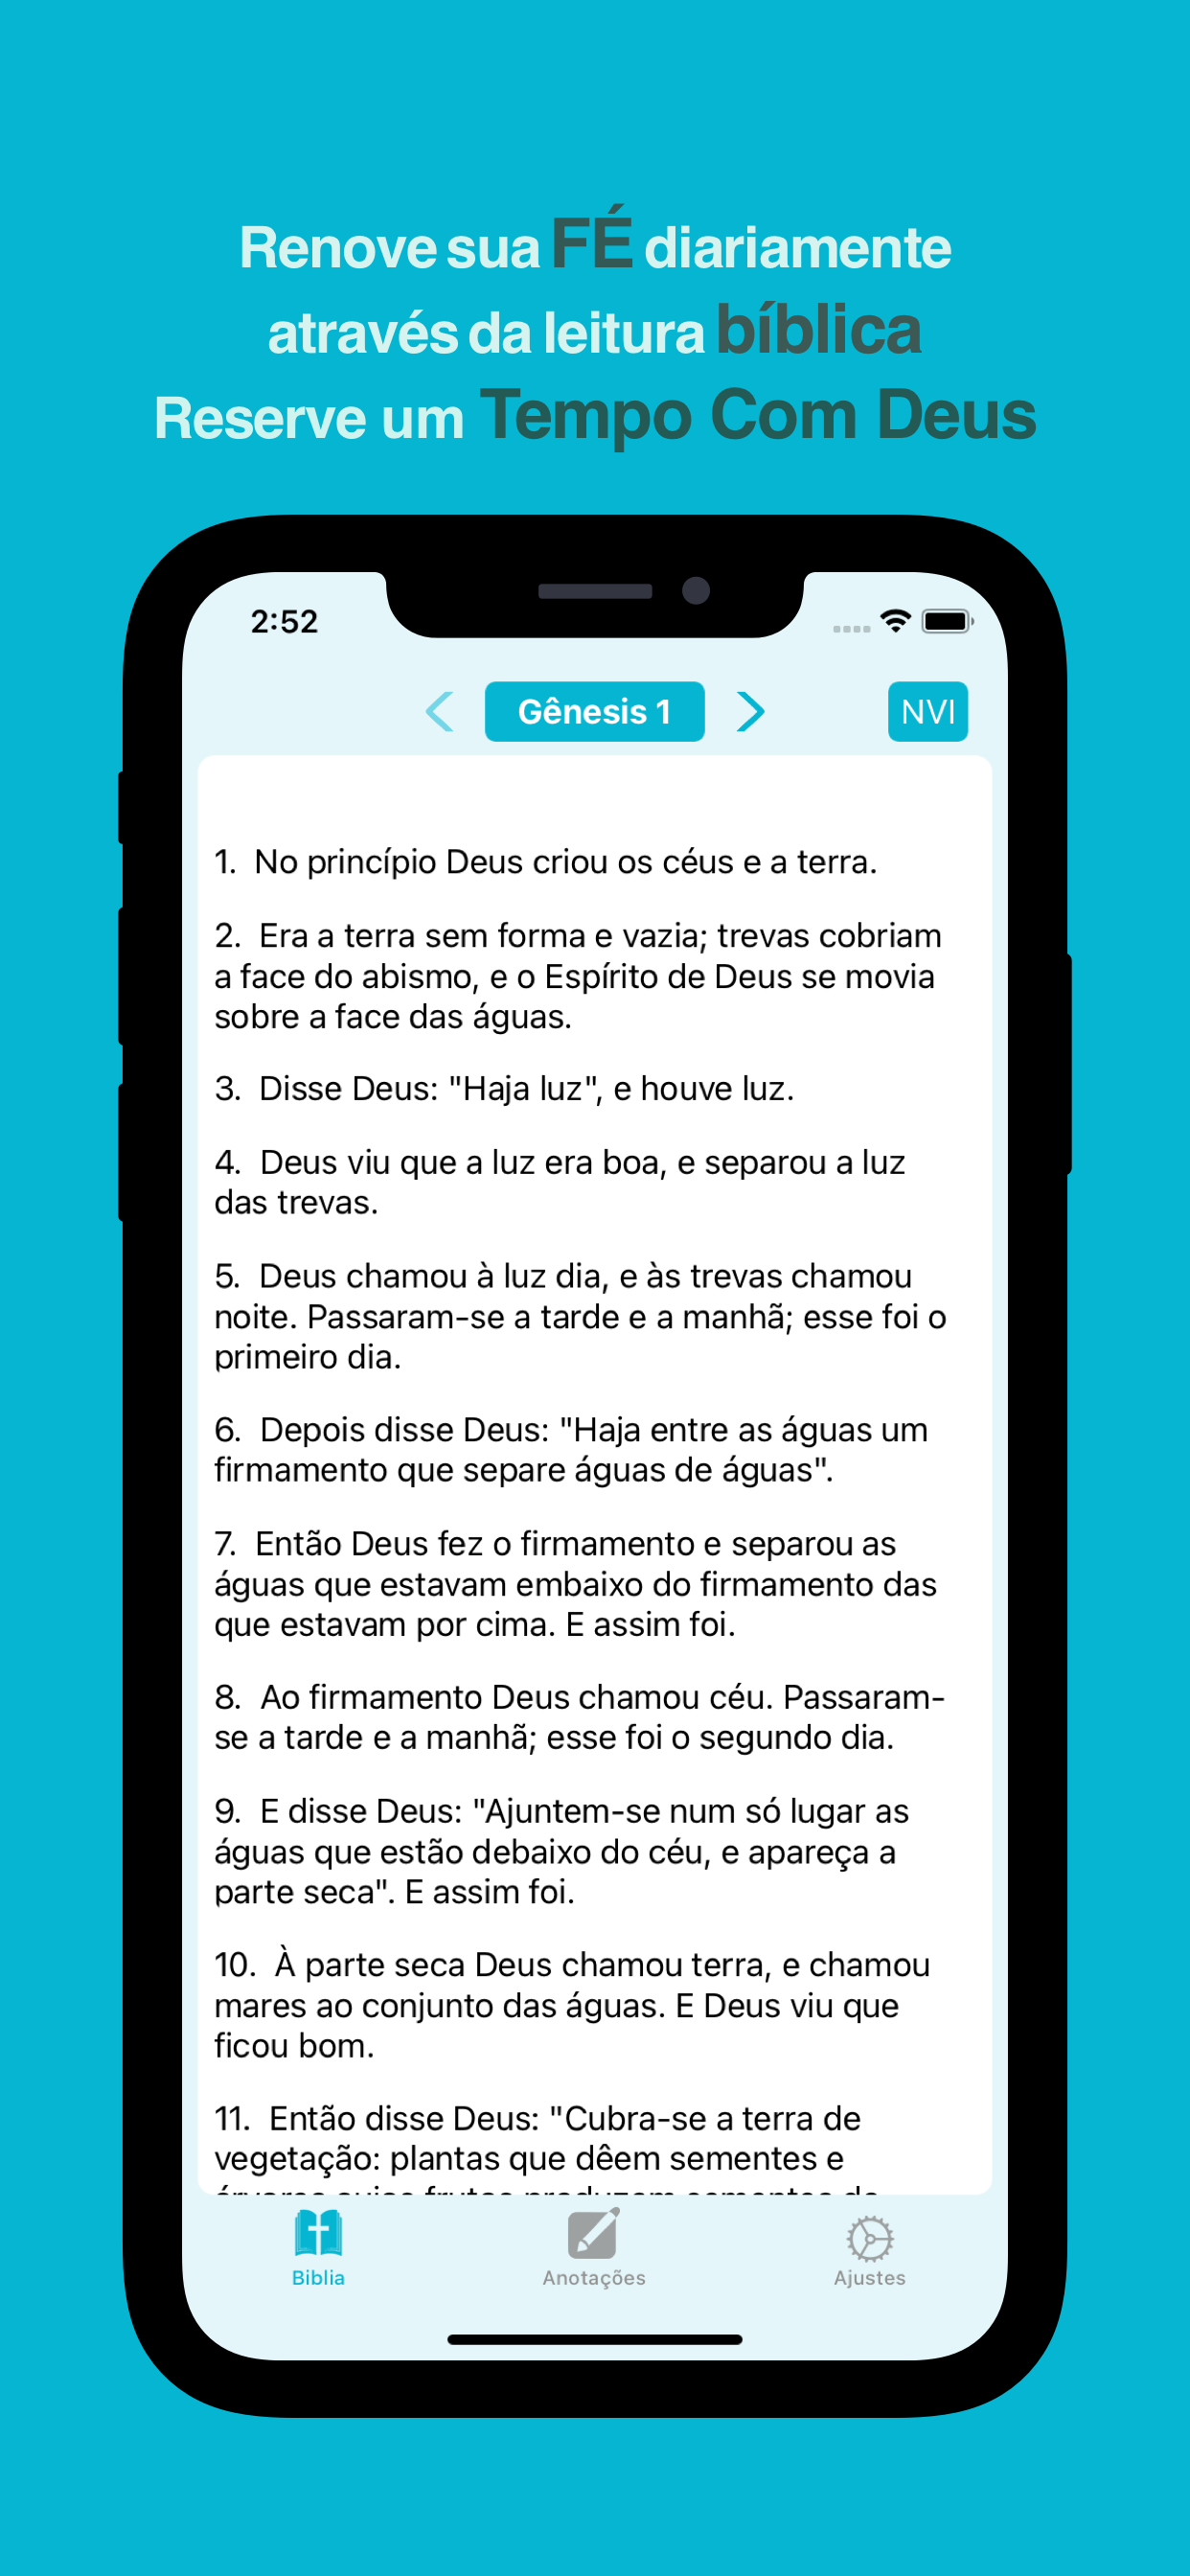 Renove sua FÉ diariamente
através da leitura bíblica
Reserve um Tempo Com Deus
2:52
Gênesis 1
NVI
1. No princípio Deus criou os céus e a terra.
2. Era a terra sem forma e vazia; trevas cobriam
a face do abismo, e o Espírito de Deus se movia
sobre a face das águas.
3. Disse Deus: "Haja luz", e houve luz.
4. Deus viu que a luz era boa, e separou a luz
das trevas.
5. Deus chamou à luz dia, e às trevas chamou
noite. Passaram-se a tarde e a manhã; esse foi o
primeiro dia.
6. Depois disse Deus: "Haja entre as águas um
firmamento que separe águas de águas".
7. Então Deus fez o firmamento e separou as
águas que estavam embaixo do firmamento das
que estavam por cima. E assim foi.
8. Ao firmamento Deus chamou céu. Passaram-
se a tarde e a manhã; esse foi o segundo dia.
9. E disse Deus: "Ajuntem-se num só lugar as
águas que estão debaixo do céu, e apareça a
parte seca". E assim foi.
10. À parte seca Deus chamou terra, e chamou
mares ao conjunto das águas. E Deus viu que
ficou bom.
11. Então disse Deus: "Cubra-se a terra de
vegetação: plantas que dêem sementes e
Biblia
Anotações
Ajustes